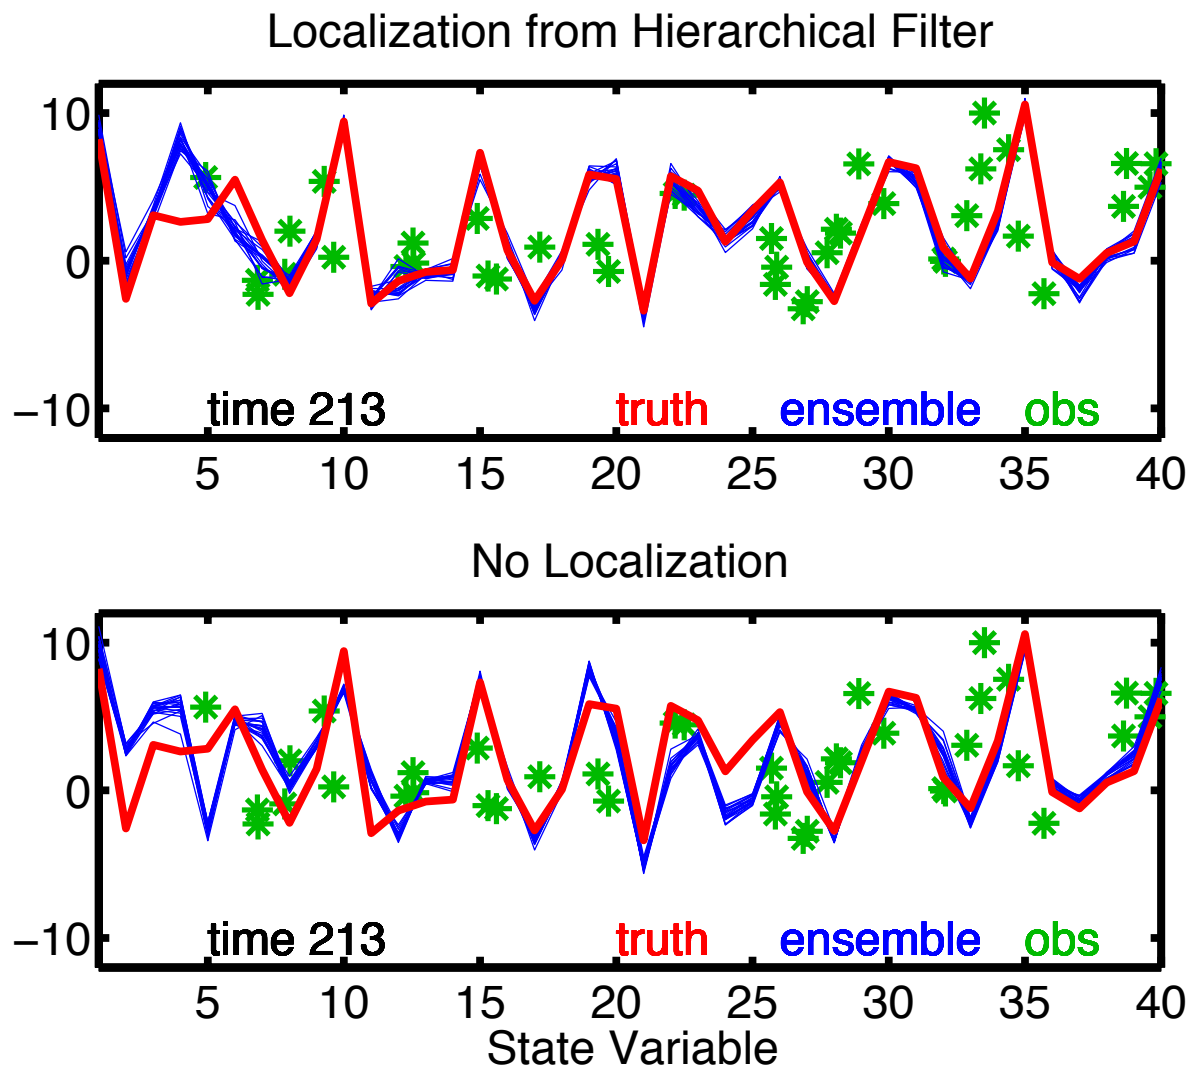 Localization from Hierarchical Filter
10
0
−10
time 213 truth ensemble obs
5 10 15 20 25 30 35 40
No Localization
10
0
−10
time 213 truth ensemble obs
5 10 15 20 25 30 35 40
State Variable